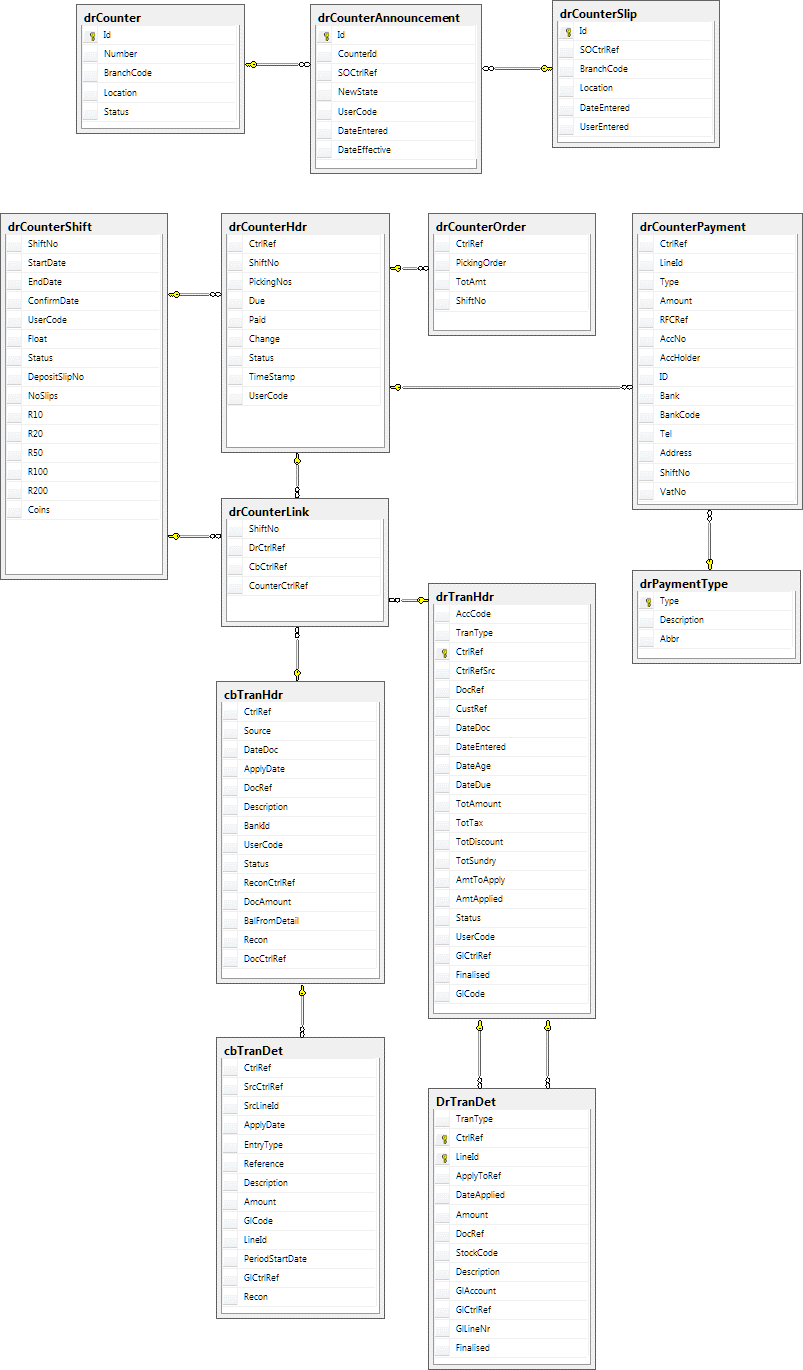 drCounter
Id
Number
BranchCode
Location
Status
drCounterAnnouncement
Id
CounterId
SOCtrlRef
NewState
UserCode
DateEntered
DateEffective
drCounterSlip
Id
SOCtrlRef
BranchCode
Location
DateEntered
UserEntered
drCounterShift
ShiftNo
StartDate
EndDate
ConfirmDate
UserCode
Float
Status
DepositSlipNo
NoSlips
R10
R20
R50
R100
R200
Coins
drCounterHdr
CtrlRef
ShiftNo
PickingNos
Due
Paid
Change
Status
TimeStamp
UserCode
drCounterOrder
CtrlRef
PickingOrder
TotAmt
ShiftNo
drCounterPayment
CtrlRef
LineId
Type
Amount
RFCRef
AccNo
AccHolder
ID
Bank
BankCode
Tel
Address
ShiftNo
VatNo
drCounterLink
ShiftNo
DrCtrlRef
CbCtrlRef
CounterCtrlRef
drPaymentType
Type
Description
Abbr
drTranHdr
AccCode
TranType
CtrlRef
CtrlRefSrc
DocRef
CustRef
DateDoc
DateEntered
DateAge
DateDue
TotAmount
TotTax
TotDiscount
TotSundry
AmtToApply
AmtApplied
Status
UserCode
GlCtrlRef
Finalised
GlCode
cbTranHdr
CtrlRef
Source
DateDoc
ApplyDate
DocRef
Description
BankId
UserCode
Status
ReconCtrlRef
DocAmount
BalFromDetail
Recon
DocCtrlRef
cbTranDet
CtrlRef
SrcCtrlRef
SrcLineId
ApplyDate
EntryType
Reference
Description
Amount
GlCode
LineId
PeriodStartDate
GlCtrlRef
Recon
DrTranDet
TranType
CtrlRef
LineId
ApplyToRef
DateApplied
Amount
DocRef
StockCode
Description
GlAccount
GlCtrlRef
GlLineNr
Finalised